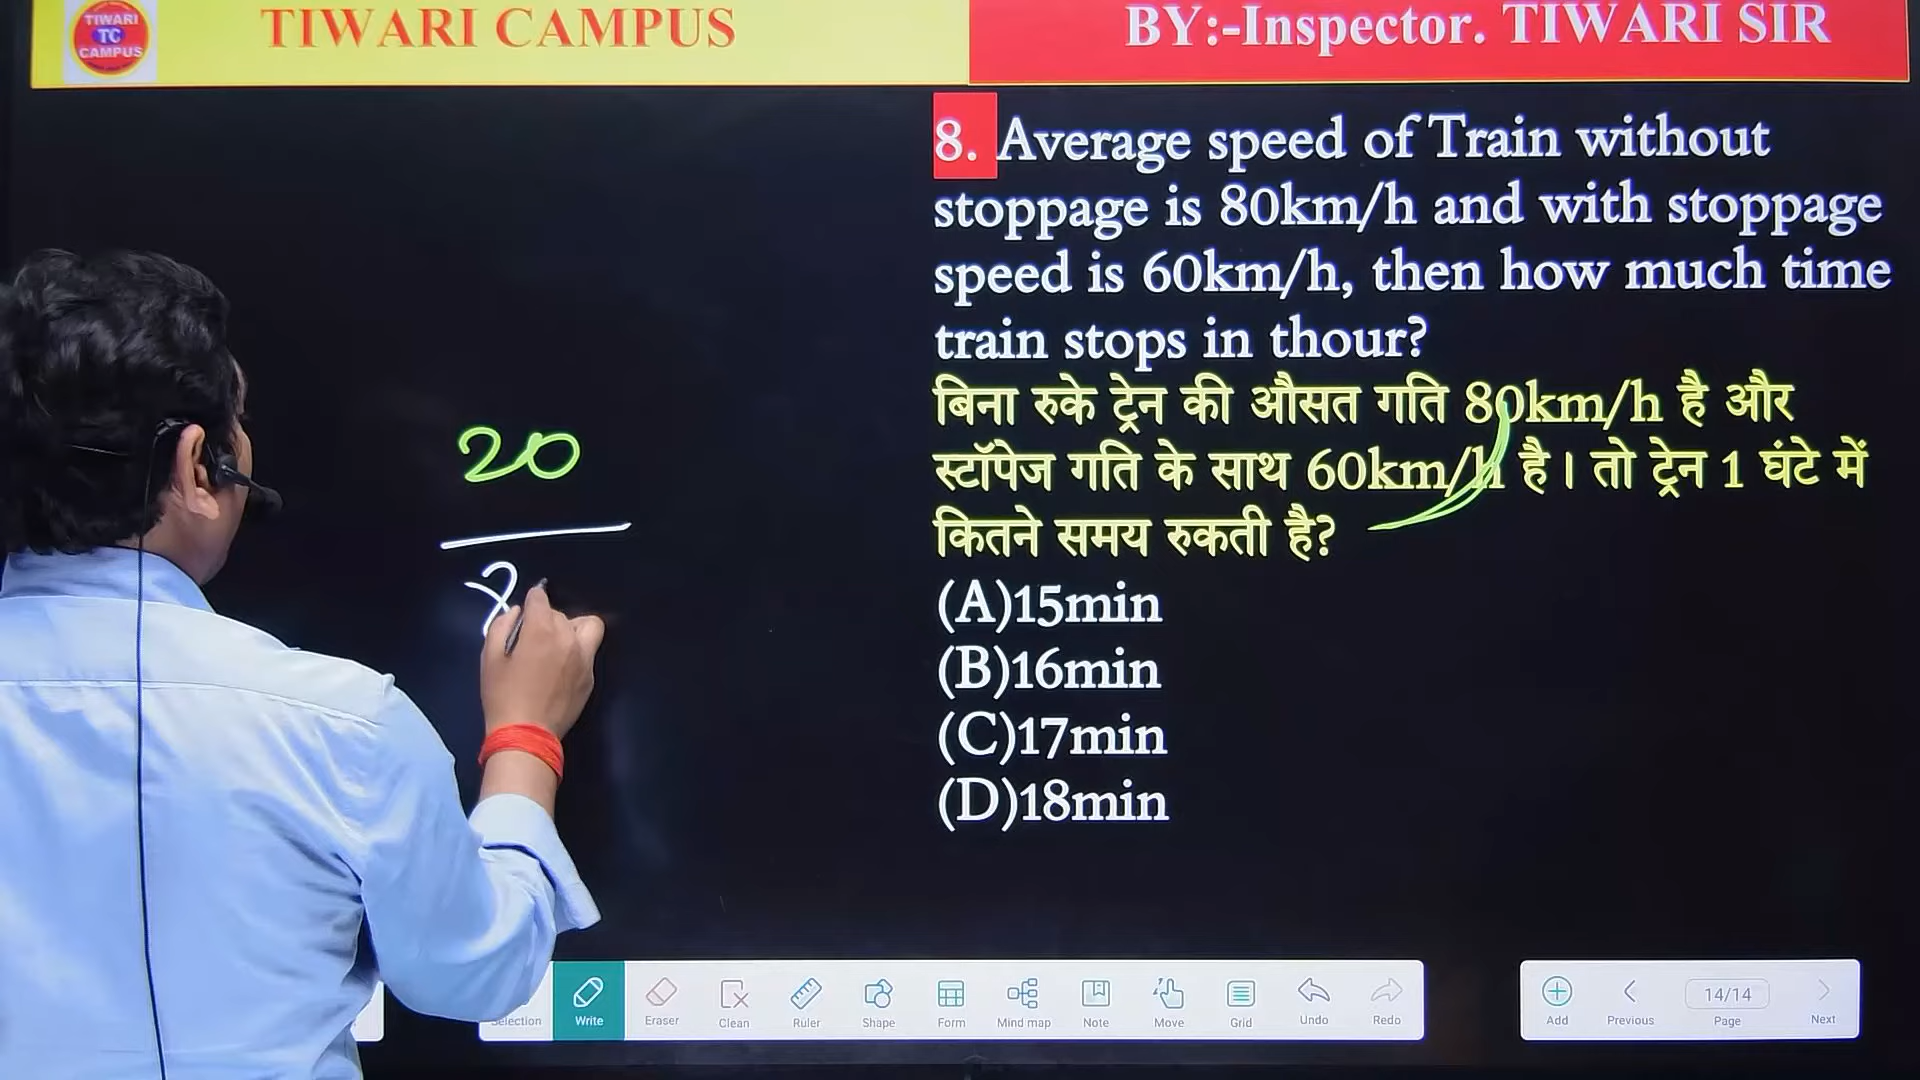 TIWARI
TC
CAMPUS
TIWARI CAMPUS
BY:-Inspector. TIWARI SIR
8. Average speed of Train without
stoppage is 80km/h and with stoppage
speed is 60km/h, then how much time
train stops in thour?
बिना रुके ट्रेन की औसत गति 80km/h है और
स्टॉपेज गति के साथ 60km/h है। तो ट्रेन 1 घंटे में
कितने समय रुकती है?
(A)15min
(B)16min
(C)17min
(D)18min
20
8
Selection Write Eraser Clean Ruler Shape Form Mind map Note Move Grid Undo Redo
Add Previous 14/14 Page Next